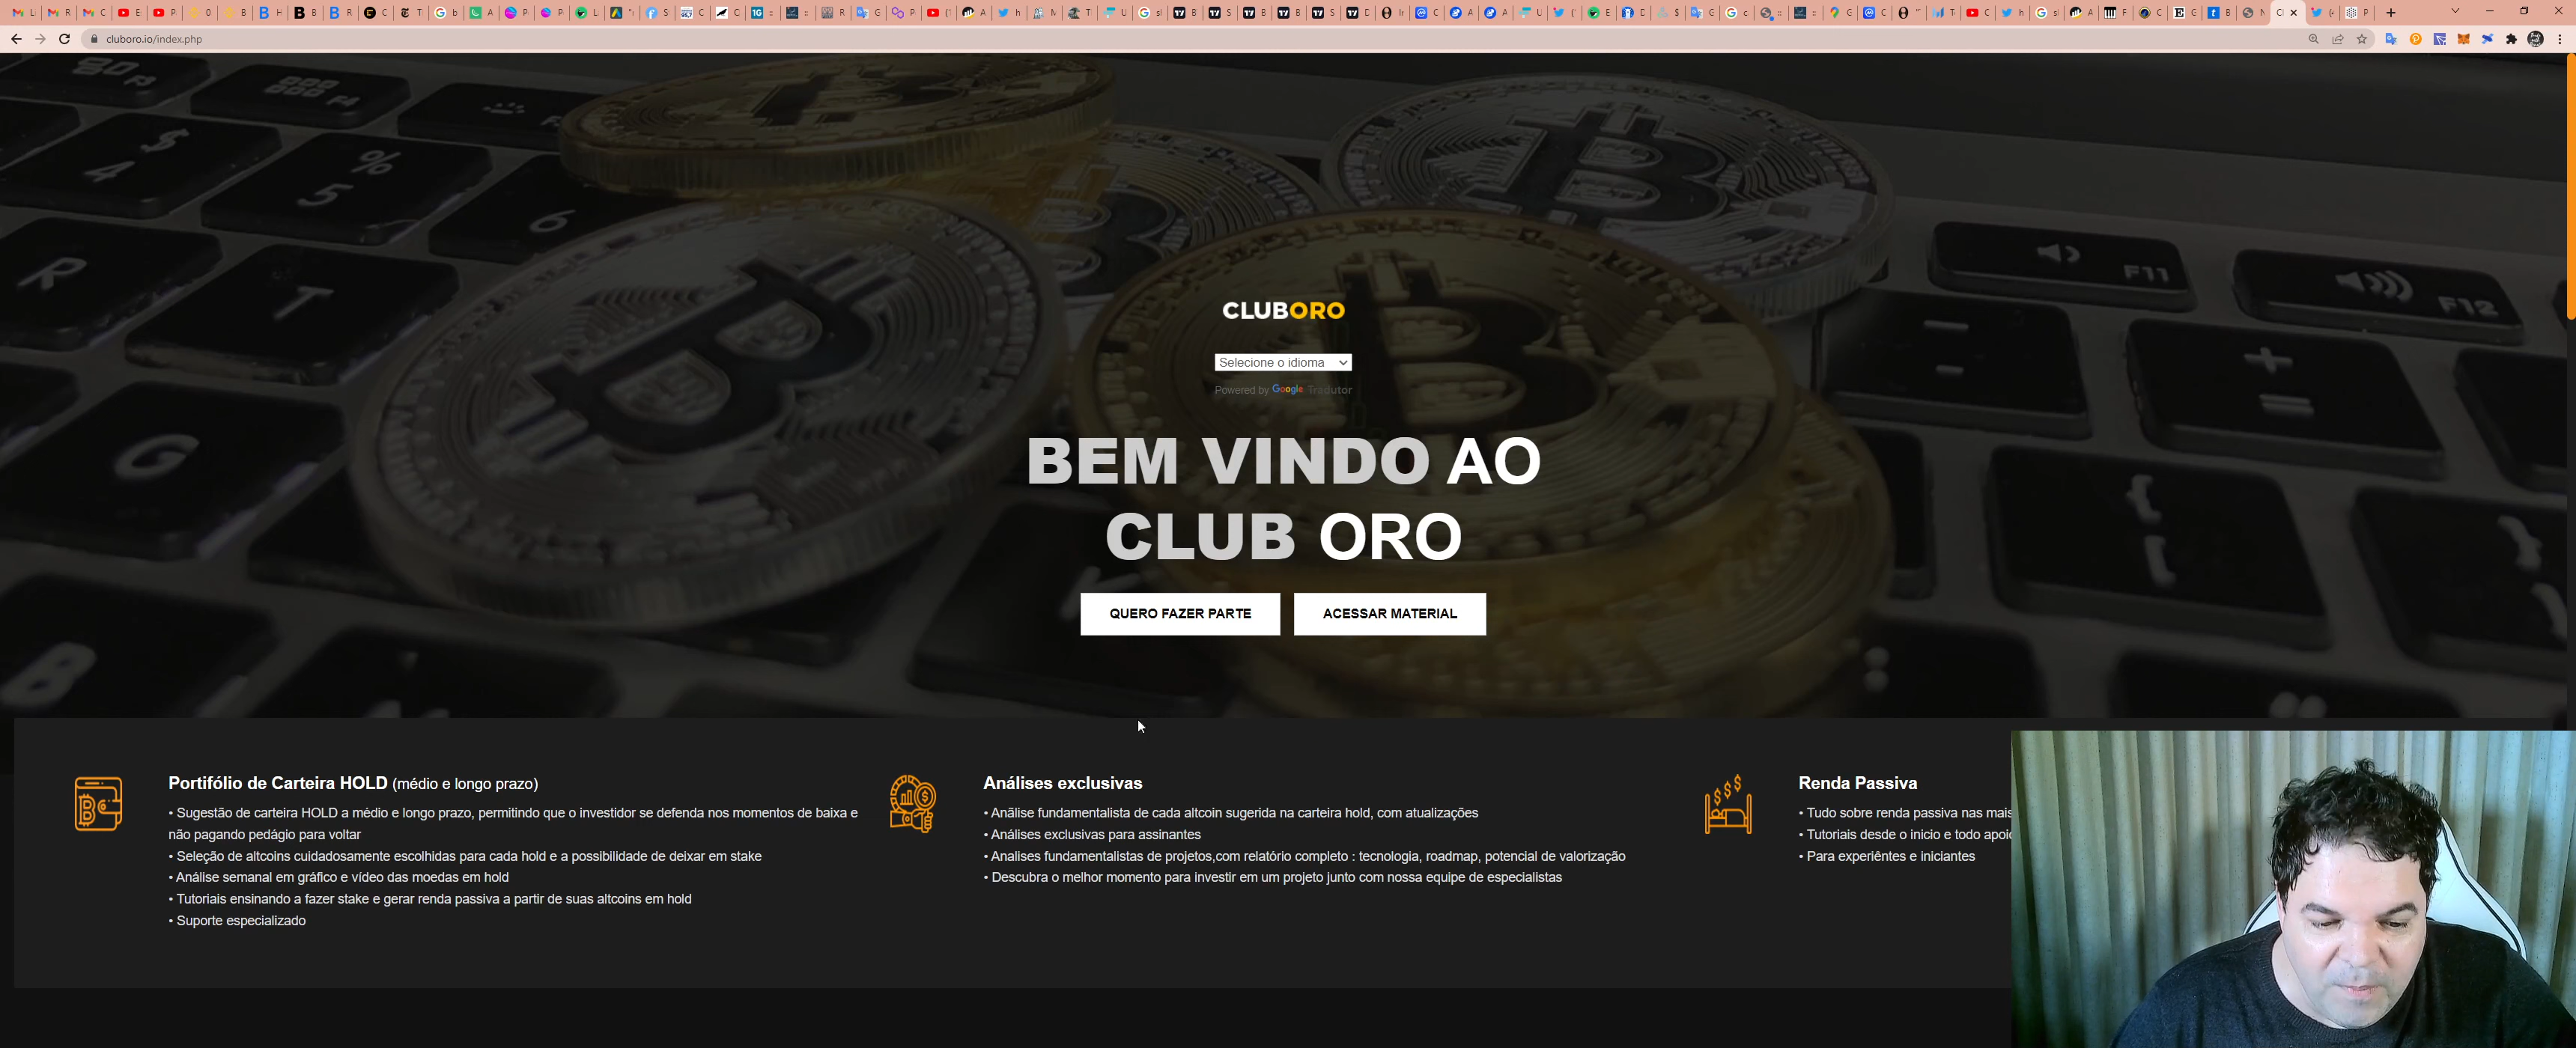 cluboro.io/index.php
CLUBORO
Selecione o idioma
Powered by Google Tradutor
BEM VINDO AO
CLUB ORO
QUERO FAZER PARTE
ACESSAR MATERIAL
Portifólio de Carteira HOLD (médio e longo prazo)
• Sugestão de carteira HOLD a médio e longo prazo, permitindo que o investidor se defenda nos momentos de baixa e
não pagando pedágio para voltar
• Seleção de altcoins cuidadosamente escolhidas para cada hold e a possibilidade de deixar em stake
• Análise semanal em gráfico e vídeo das moedas em hold
• Tutoriais ensinando a fazer stake e gerar renda passiva a partir de suas altcoins em hold
• Suporte especializado
Análises exclusivas
• Anãlise fundamentalista de cada altcoin sugerida na carteira hold, com atualizações
• Análises exclusivas para assinantes
• Analises fundamentalistas de projetos,com relatório completo : tecnologia, roadmap, potencial de valorização
• Descubra o melhor momento para investir em um projeto junto com nossa equipe de especialistas
Renda Passiva
• Tudo sobre renda passiva nas mais
• Tutoriais desde o inicio e todo apoi
• Para experiêntes e iniciantes